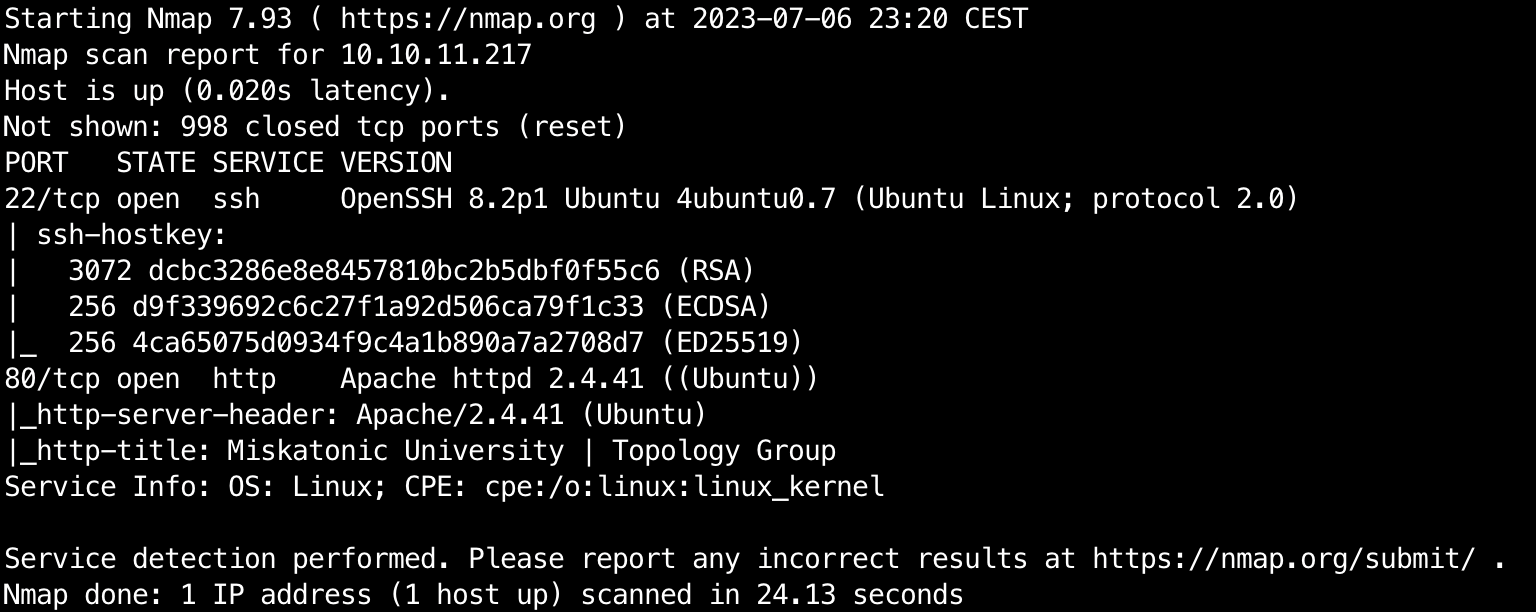 Starting Nmap 7.93 ( https://nmap.org ) at 2023-07-06 23:20 CEST
Nmap scan report for 10.10.11.217
Host is up (0.020s latency).
Not shown: 998 closed tcp ports (reset)
PORT   STATE SERVICE VERSION
22/tcp open  ssh     OpenSSH 8.2p1 Ubuntu 4ubuntu0.7 (Ubuntu Linux; protocol 2.0)
| ssh-hostkey:
|   3072 dcbc3286e8e8457810bc2b5dbf0f55c6 (RSA)
|   256 d9f339692c6c27f1a92d506ca79f1c33 (ECDSA)
|_  256 4ca65075d0934f9c4a1b890a7a2708d7 (ED25519)
80/tcp open  http    Apache httpd 2.4.41 ((Ubuntu))
|_http-server-header: Apache/2.4.41 (Ubuntu)
|_http-title: Miskatonic University | Topology Group
Service Info: OS: Linux; CPE: cpe:/o:linux:linux_kernel

Service detection performed. Please report any incorrect results at https://nmap.org/submit/ .
Nmap done: 1 IP address (1 host up) scanned in 24.13 seconds